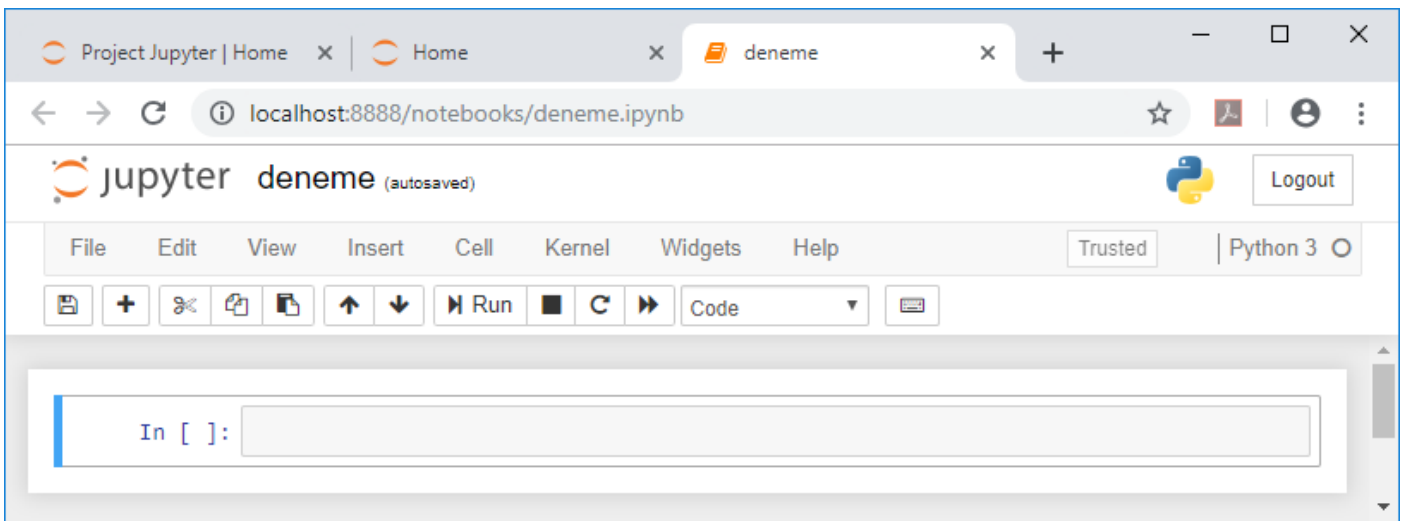 Project Jupyter | Home Home deneme
localhost:8888/notebooks/deneme.ipynb
jupyter deneme (autosaved) Logout
File Edit View Insert Cell Kernel Widgets Help Trusted Python 3
Run Code
In [ ]: